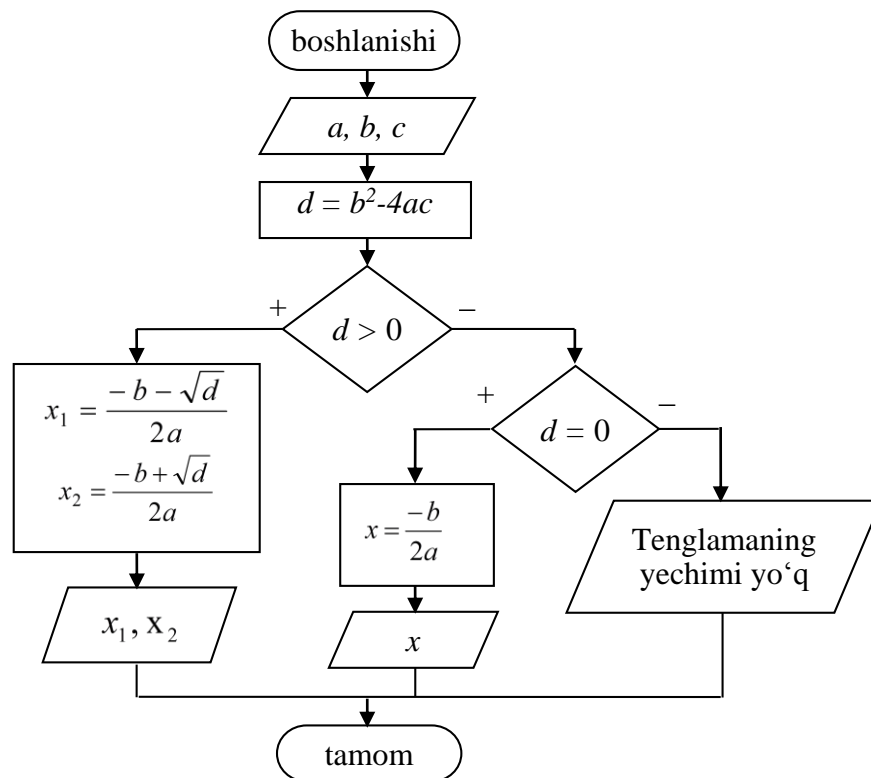 boshlanishi
a, b, c
d = b²-4ac
+
–
d > 0
x₁ = (-b - √d) / 2a
x₂ = (-b + √d) / 2a
+
–
d = 0
x = -b / 2a
Tenglamaning
yechimi yo‘q
x₁, x₂
x
tamom